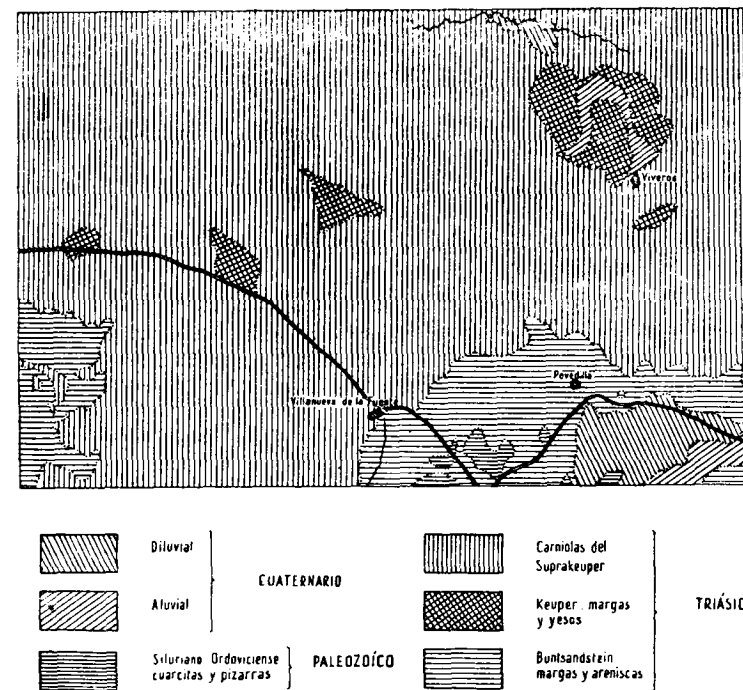 Viveros
Povedilla
Villanueva de la Fuente
Diluvial
Aluvial
CUATERNARIO
Siluriano Ordoviciense
cuarcitas y pizarras
PALEOZOÍCO
Carniolas del
Suprakeuper
Keuper. margas
y yesos
Buntsandstein
margas y areniscas
TRIÁSICO